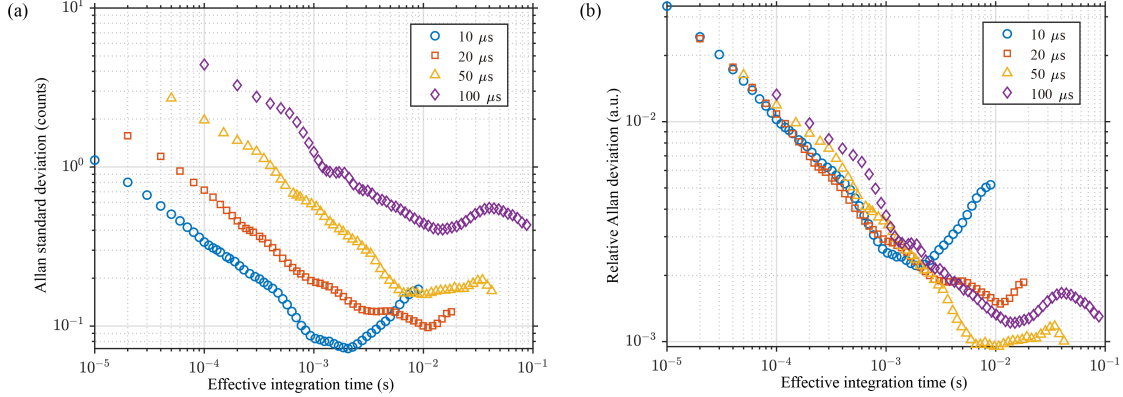 (a)
Allan standard deviation (counts)
10^1
10^0
10^-1
10 μs
20 μs
50 μs
100 μs
10^-5
10^-4
10^-3
10^-2
10^-1
Effective integration time (s)
(b)
Relative Allan deviation (a.u.)
10^-2
10^-3
10 μs
20 μs
50 μs
100 μs
10^-5
10^-4
10^-3
10^-2
10^-1
Effective integration time (s)